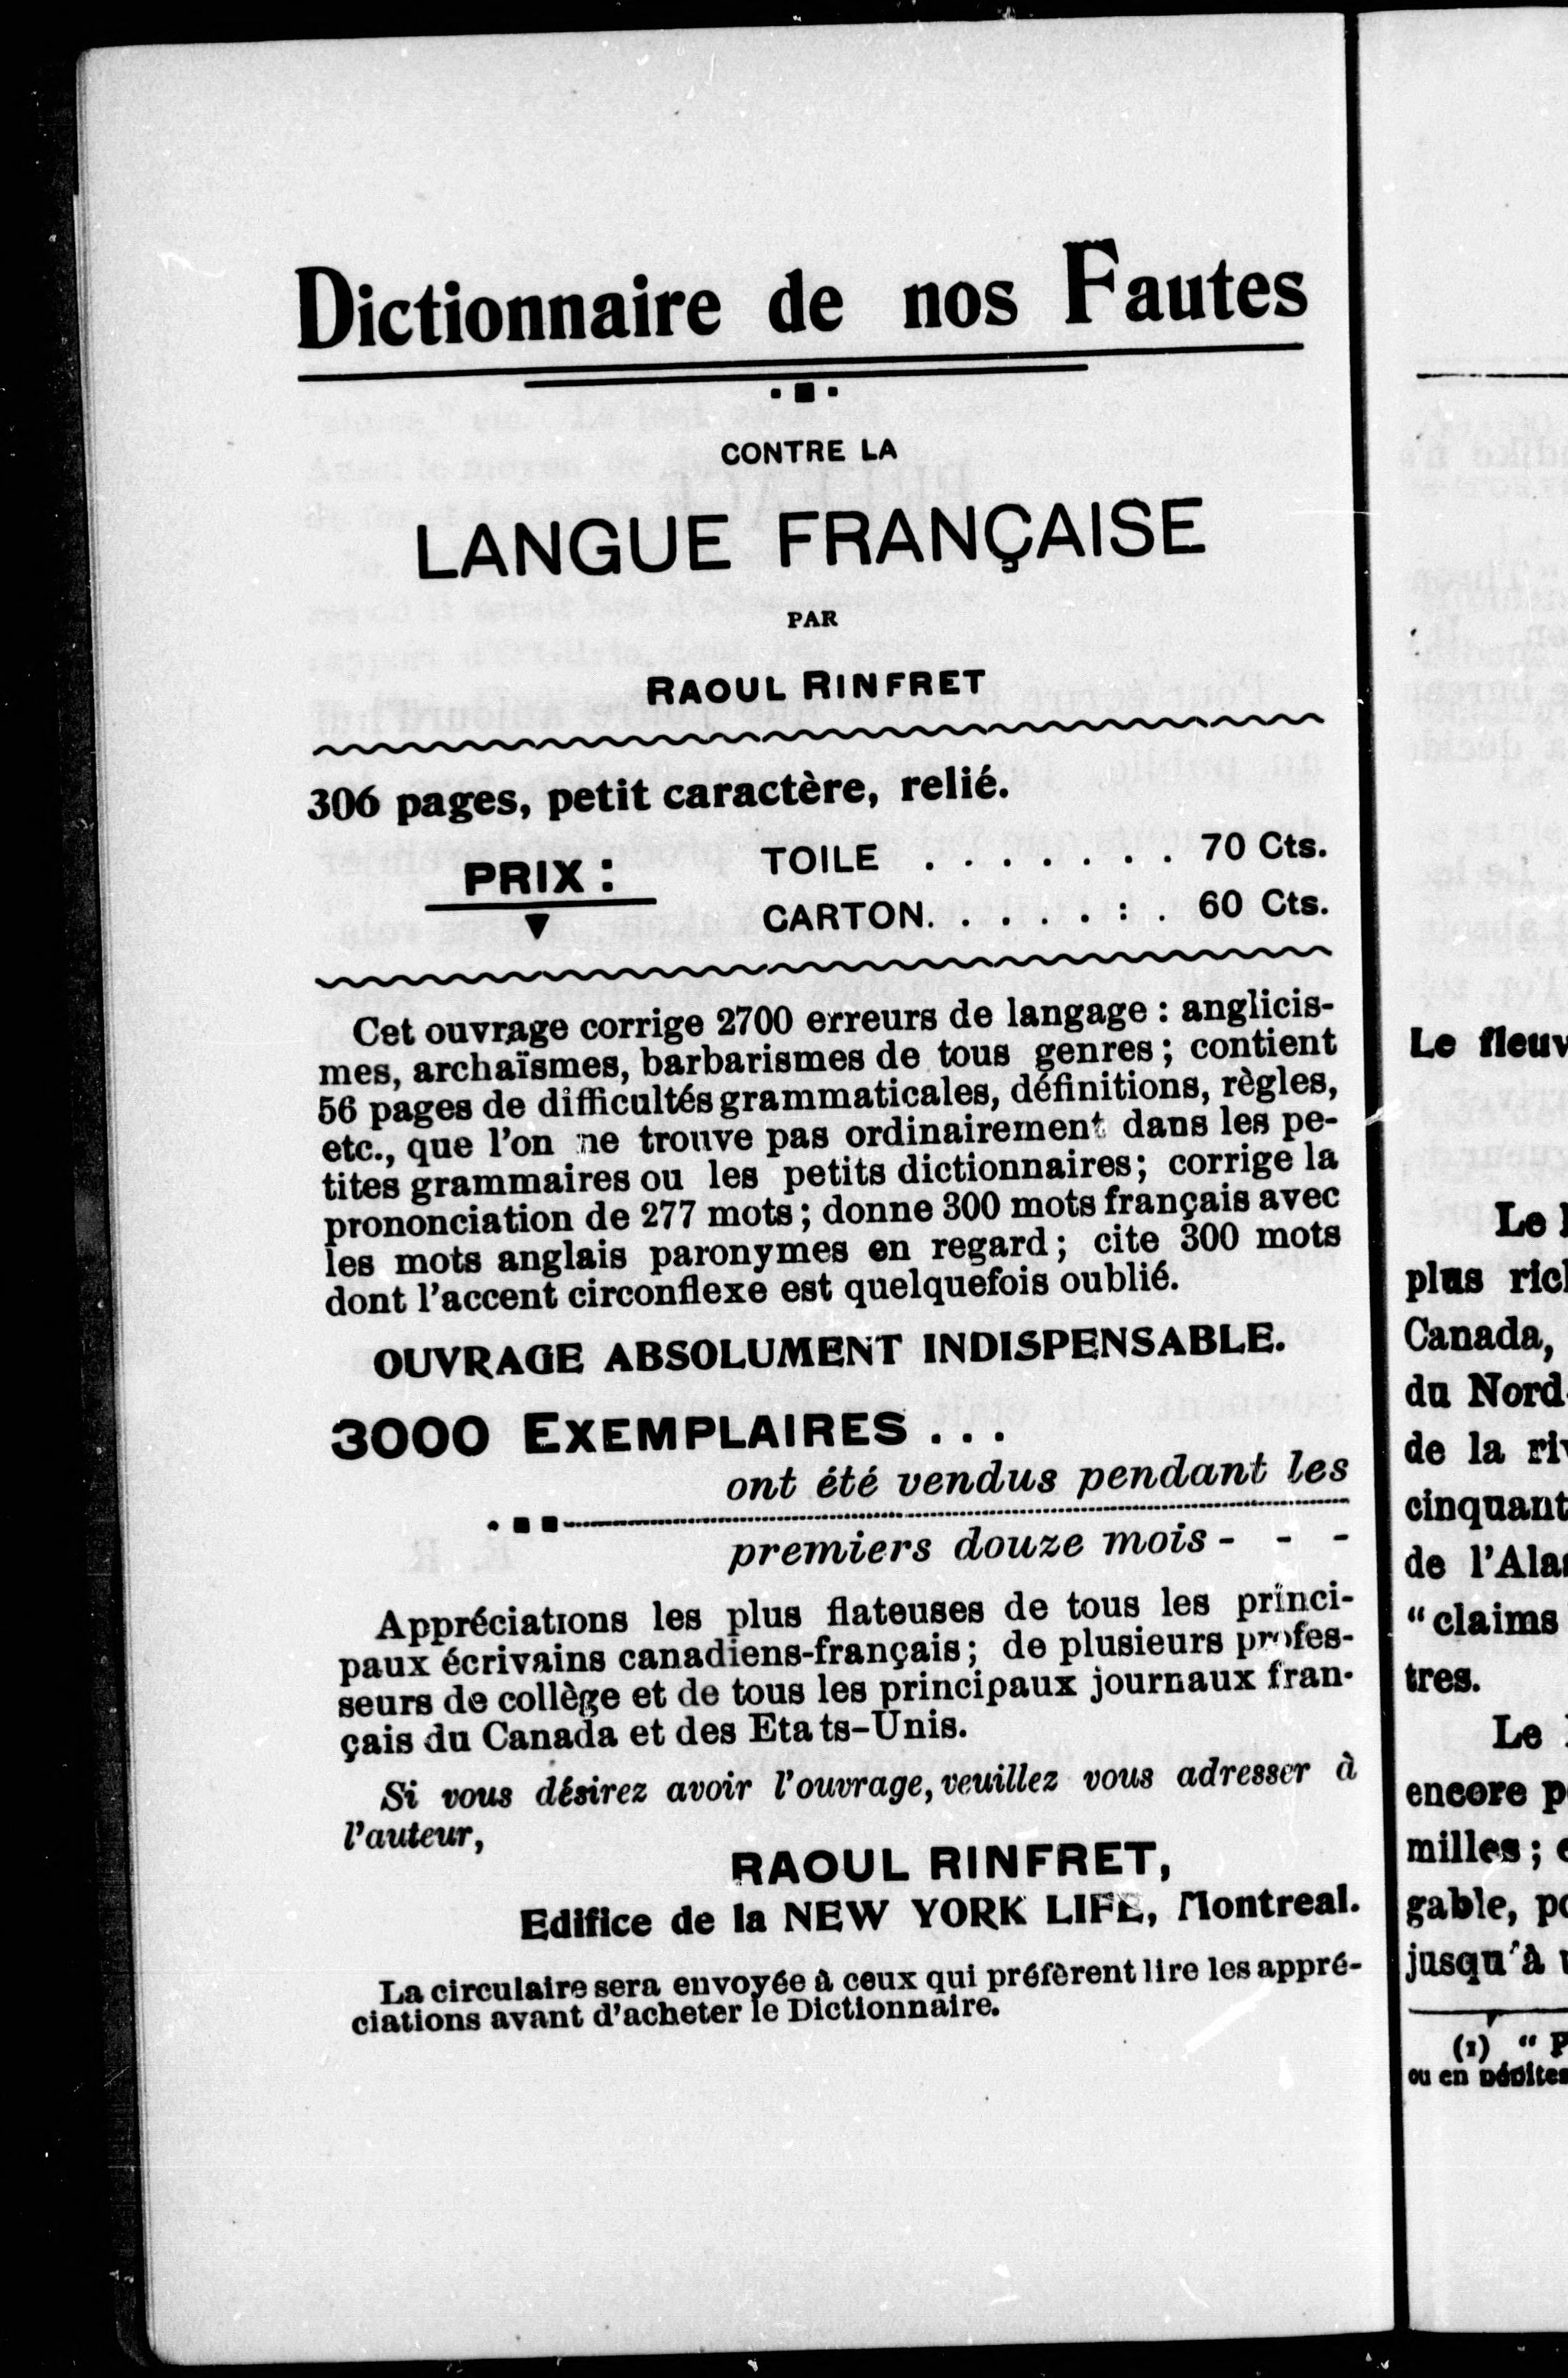 Dictionnaire de nos Fautes
CONTRE LA
LANGUE FRANÇAISE
PAR
RAOUL RINFRET
306 pages, petit caractère, relié.
PRIX :
TOILE . . . . . . . 70 Cts.
CARTON. . . . . : . 60 Cts.
Cet ouvrage corrige 2700 erreurs de langage : anglicis-
mes, archaïsmes, barbarismes de tous genres ; contient
56 pages de difficultés grammaticales, définitions, règles,
etc., que l'on ne trouve pas ordinairement dans les pe-
tites grammaires ou les petits dictionnaires ; corrige la
prononciation de 277 mots ; donne 300 mots français avec
les mots anglais paronymes en regard ; cite 300 mots
dont l'accent circonflexe est quelquefois oublié.
OUVRAGE ABSOLUMENT INDISPENSABLE.
3000 EXEMPLAIRES . . .
ont été vendus pendant les
premiers douze mois - - -
Appréciations les plus flateuses de tous les princi-
paux écrivains canadiens-français ; de plusieurs profes-
seurs de collège et de tous les principaux journaux fran-
çais du Canada et des Etats-Unis.
Si vous désirez avoir l'ouvrage, veuillez vous adresser à
l'auteur,
RAOUL RINFRET,
Edifice de la NEW YORK LIFE, Montreal.
La circulaire sera envoyée à ceux qui préfèrent lire les appré-
ciations avant d'acheter le Dictionnaire.
Le fleuv
Le
plus ric
Canada,
du Nord-
de la ri
cinquant
de l'Ala
"claims
tres.
Le
encore p
milles ; e
gable, po
jusqu'à
(1) "P
ou en